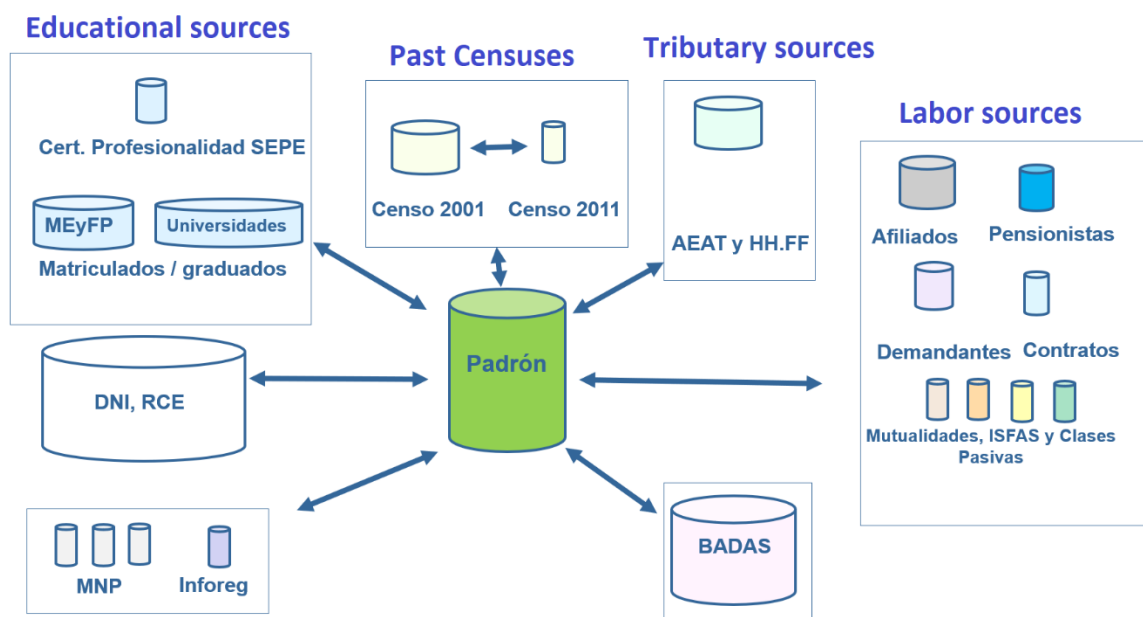 Educational sources
Cert. Profesionalidad SEPE
MEyFP
Universidades
Matriculados / graduados
Past Censuses
Censo 2001
Censo 2011
Tributary sources
AEAT y HH.FF
Labor sources
Afiliados
Pensionistas
Demandantes
Contratos
Mutualidades, ISFAS y Clases
Pasivas
Padrón
DNI, RCE
MNP
Inforeg
BADAS